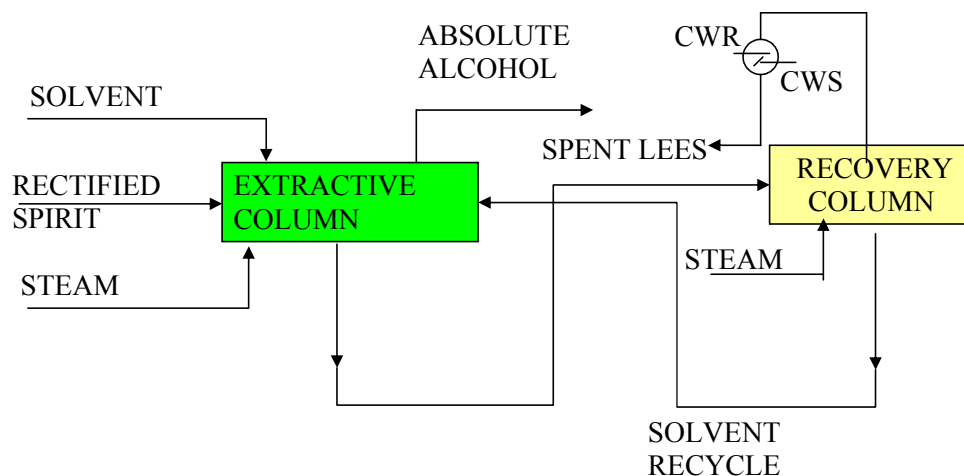 ABSOLUTE
ALCOHOL
CWR
CWS
SOLVENT
SPENT LEES
RECTIFIED
SPIRIT
EXTRACTIVE
COLUMN
RECOVERY
COLUMN
STEAM
STEAM
SOLVENT
RECYCLE